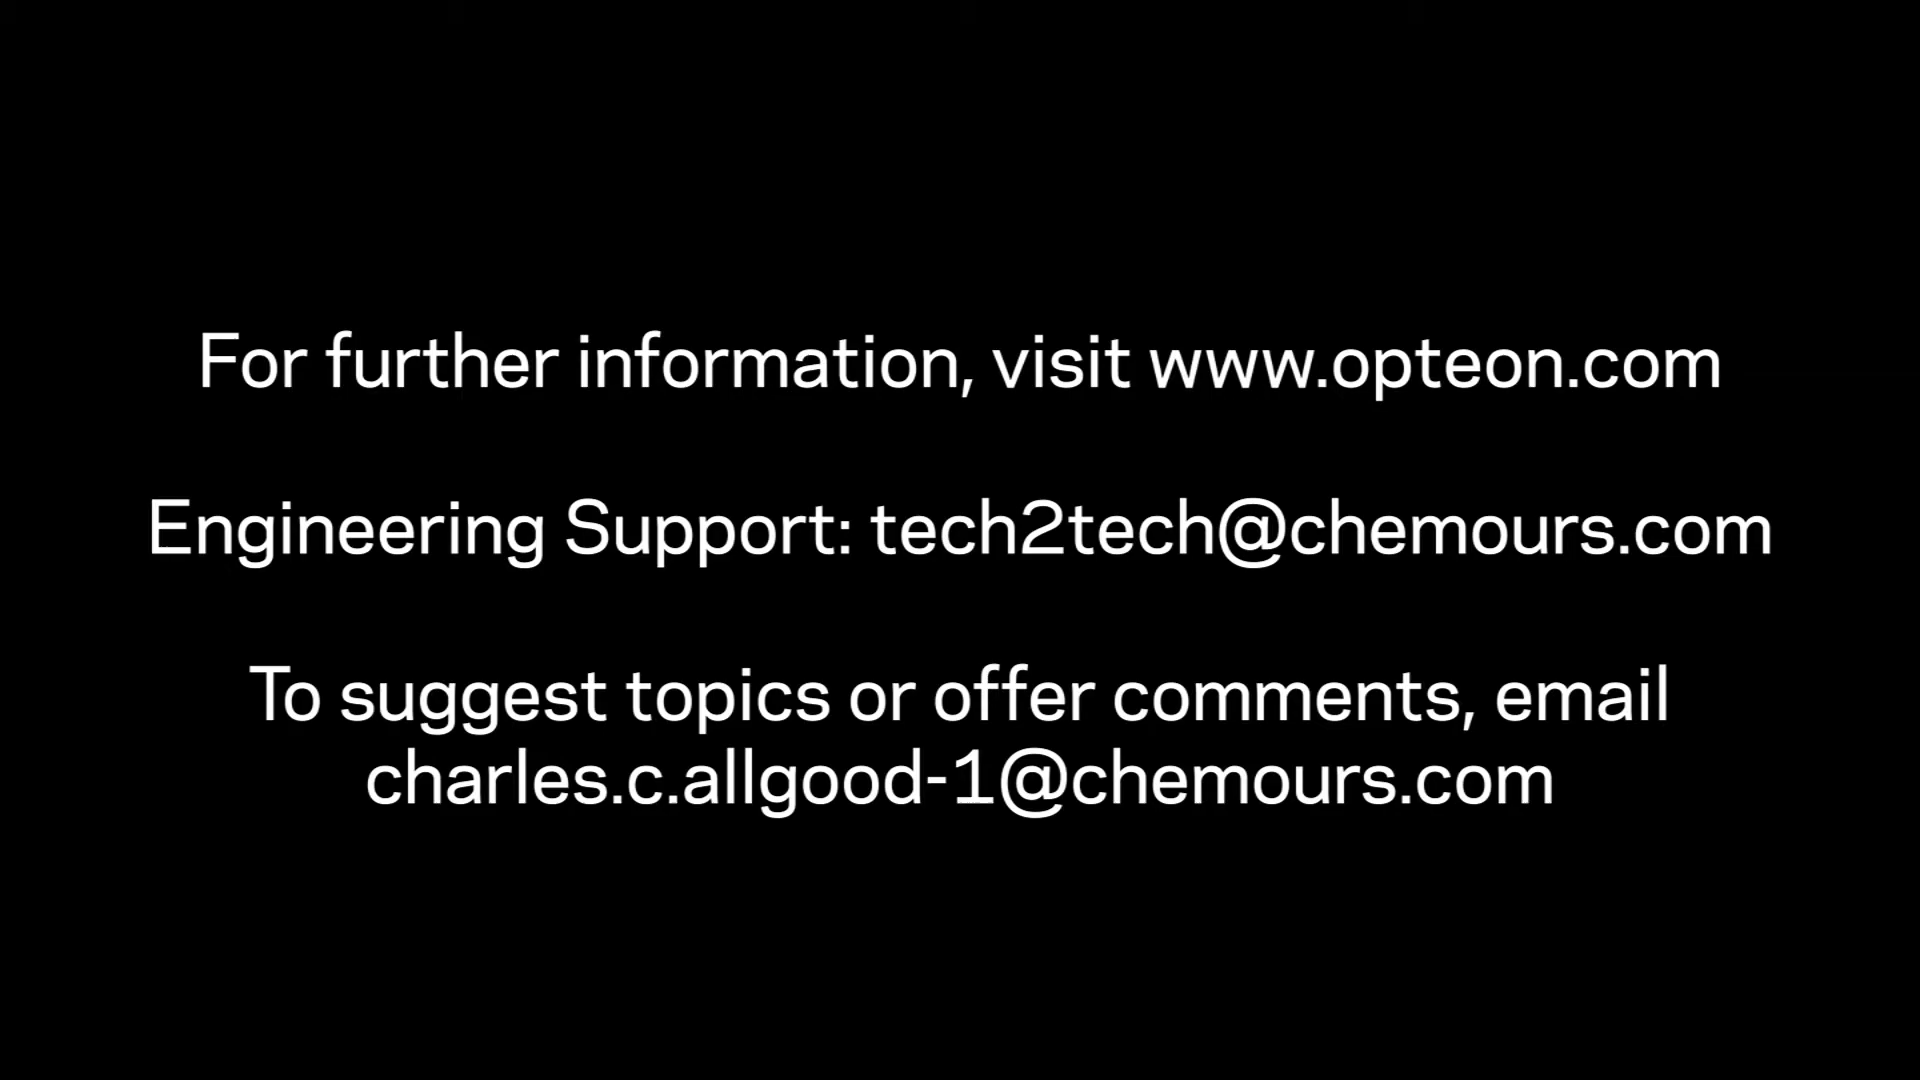 For further information, visit www.opteon.com
Engineering Support: tech2tech@chemours.com
To suggest topics or offer comments, email
charles.c.allgood-1@chemours.com